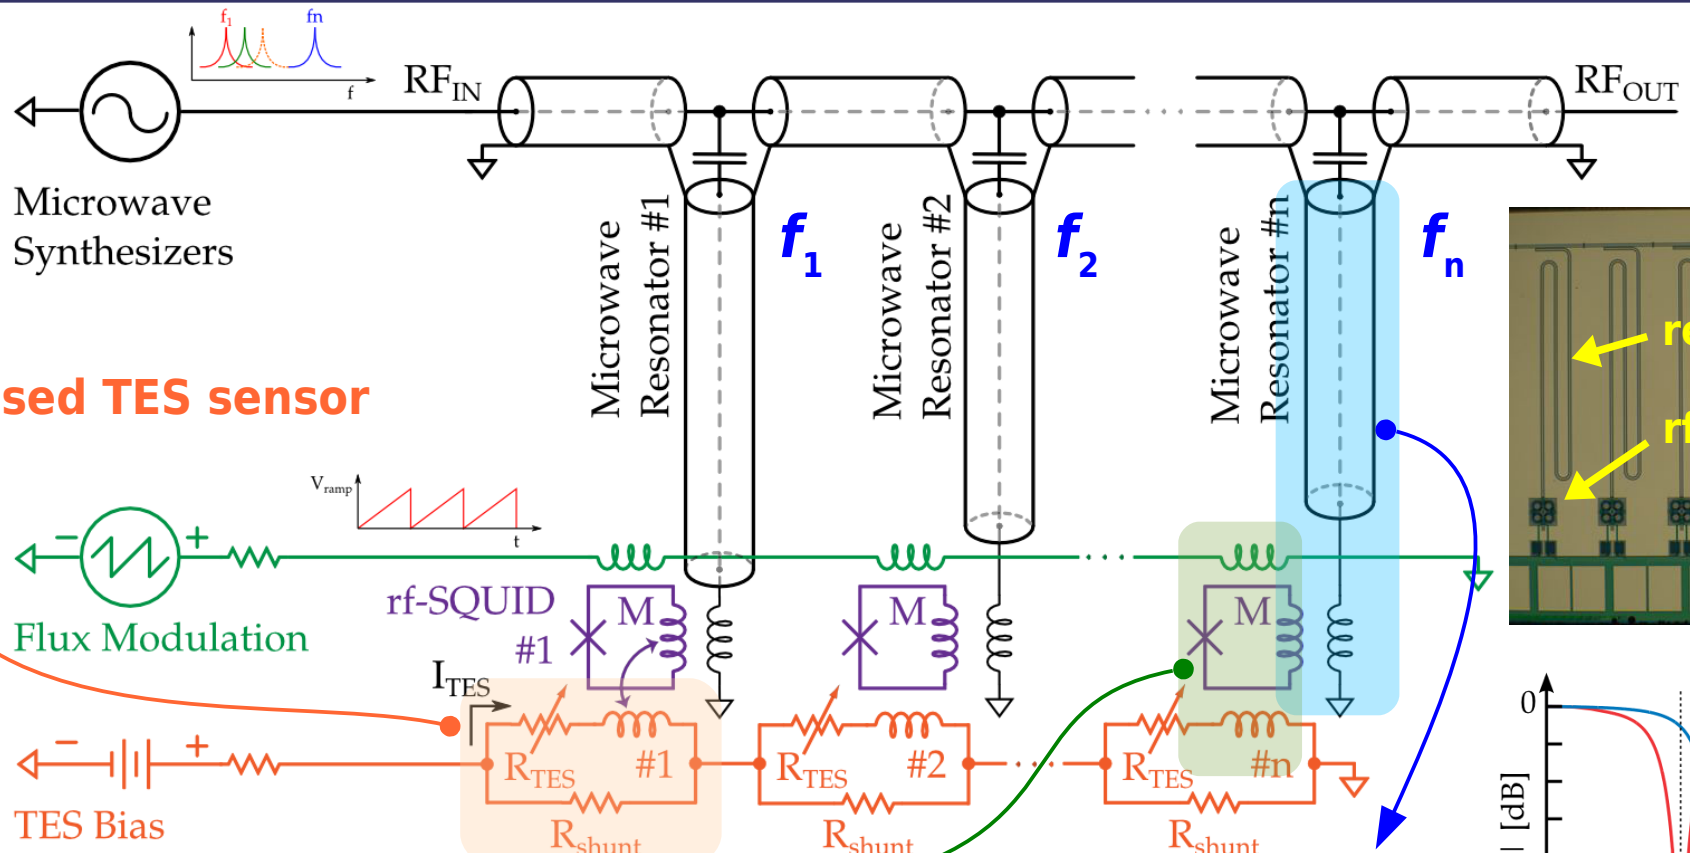 f1
fn
f
RFIN
RFOUT
Microwave
Synthesizers
Microwave
Resonator #1
f1
Microwave
Resonator #2
f2
Microwave
Resonator #n
fn
sed TES sensor
Vramp
t
rf-SQUID
#1
M
M
M
Flux Modulation
ITES
RTES
#1
RTES
#2
RTES
#n
TES Bias
Rshunt
Rshunt
Rshunt
0
[dB]